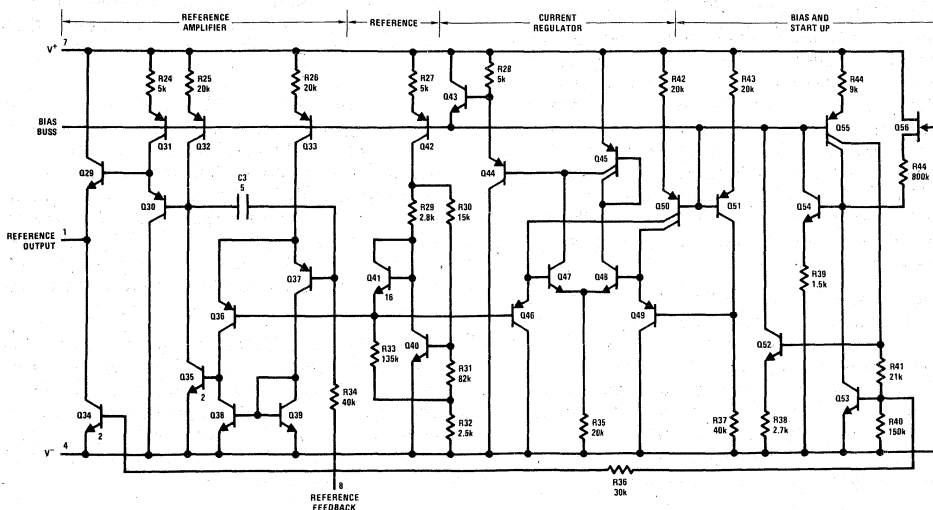 REFERENCE AMPLIFIER
REFERENCE
CURRENT REGULATOR
BIAS AND START UP
V+ 7
R24 5k
R25 20k
R26 20k
R27 5k
R28 5k
Q43
R42 20k
R43 20k
R44 9k
BIAS BUSS
Q31
Q32
Q33
Q42
Q44
Q45
Q55
Q56
Q29
Q30
C3 5
R29 2.8k
R30 15k
Q50
Q51
Q54
R44 800k
REFERENCE OUTPUT 1
Q37
Q41 16
Q47
Q48
R39 1.5k
Q36
Q46
Q49
Q35 2
R33 135k
Q40
R31 82k
Q52
R41 21k
Q34 2
Q38
Q39
R34 40k
R32 2.5k
R35 20k
R37 40k
R38 2.7k
Q53
R40 150k
V− 4
R36 30k
8
REFERENCE FEEDBACK